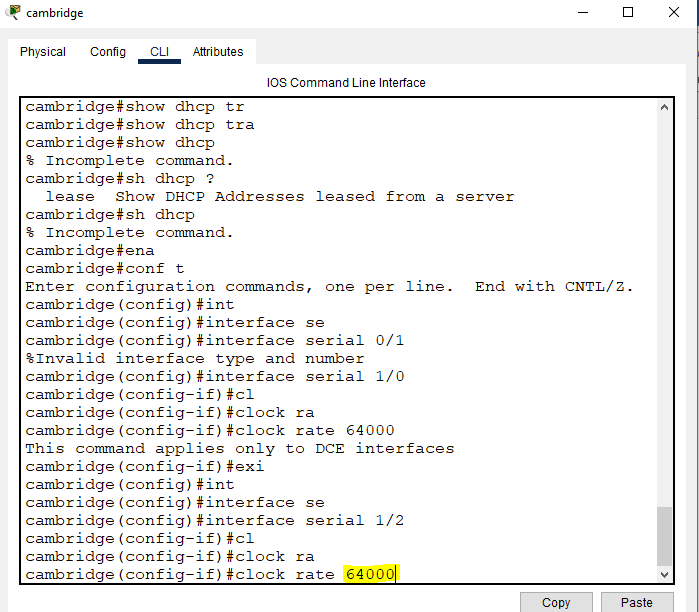 cambridge
Physical Config CLI Attributes
IOS Command Line Interface
cambridge#show dhcp tr
cambridge#show dhcp tra
cambridge#show dhcp
% Incomplete command.
cambridge#sh dhcp ?
  lease  Show DHCP Addresses leased from a server
cambridge#sh dhcp
% Incomplete command.
cambridge#ena
cambridge#conf t
Enter configuration commands, one per line.  End with CNTL/Z.
cambridge(config)#int
cambridge(config)#interface se
cambridge(config)#interface serial 0/1
%Invalid interface type and number
cambridge(config)#interface serial 1/0
cambridge(config-if)#cl
cambridge(config-if)#clock ra
cambridge(config-if)#clock rate 64000
This command applies only to DCE interfaces
cambridge(config-if)#exi
cambridge(config)#int
cambridge(config)#interface se
cambridge(config)#interface serial 1/2
cambridge(config-if)#cl
cambridge(config-if)#clock ra
cambridge(config-if)#clock rate 64000
Copy Paste